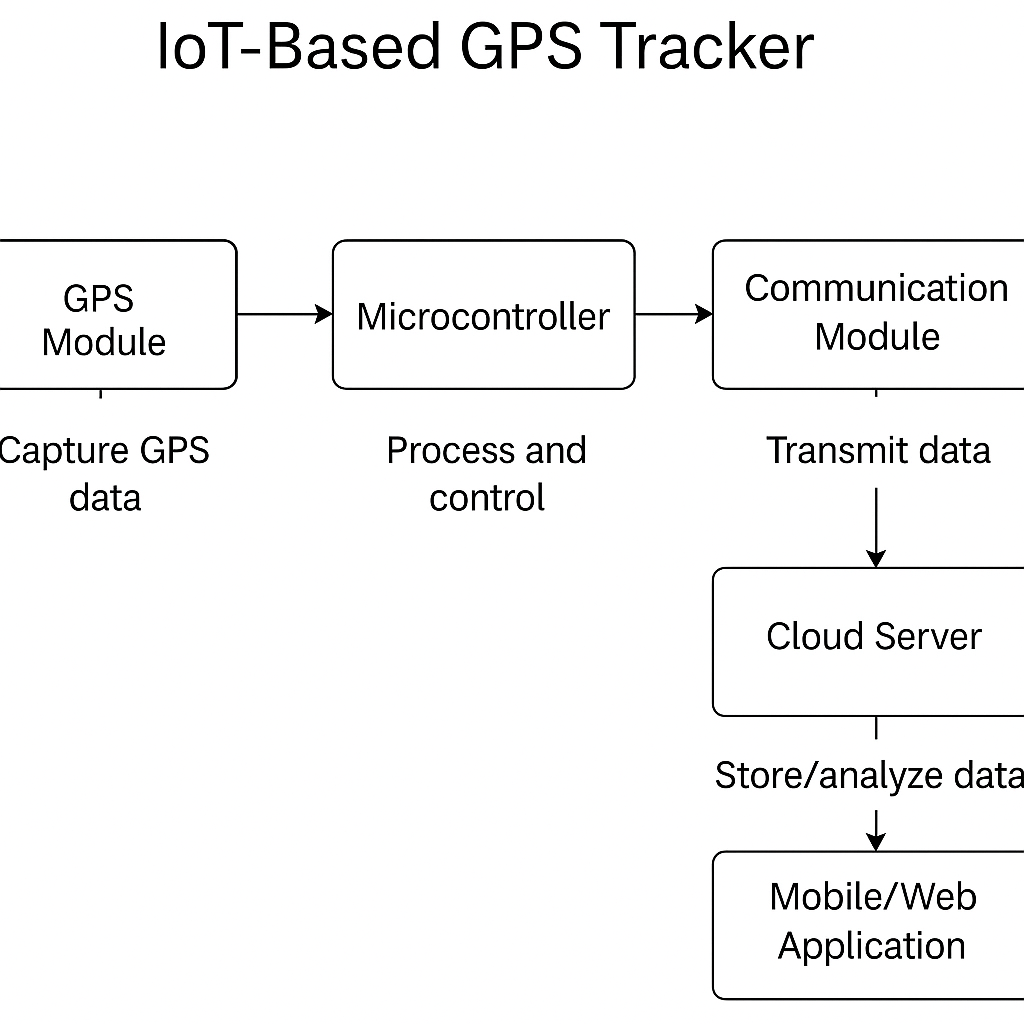 IoT-Based GPS Tracker
GPS
Module
Microcontroller
Communication
Module
Capture GPS
data
Process and
control
Transmit data
Cloud Server
Store/analyze data
Mobile/Web
Application